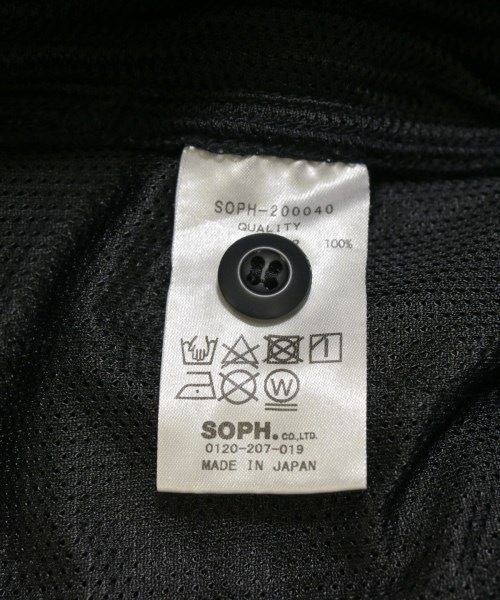 SOPH-200040
QUALITY
100%
W
SOPH. CO.,LTD.
0120-207-019
MADE IN JAPAN